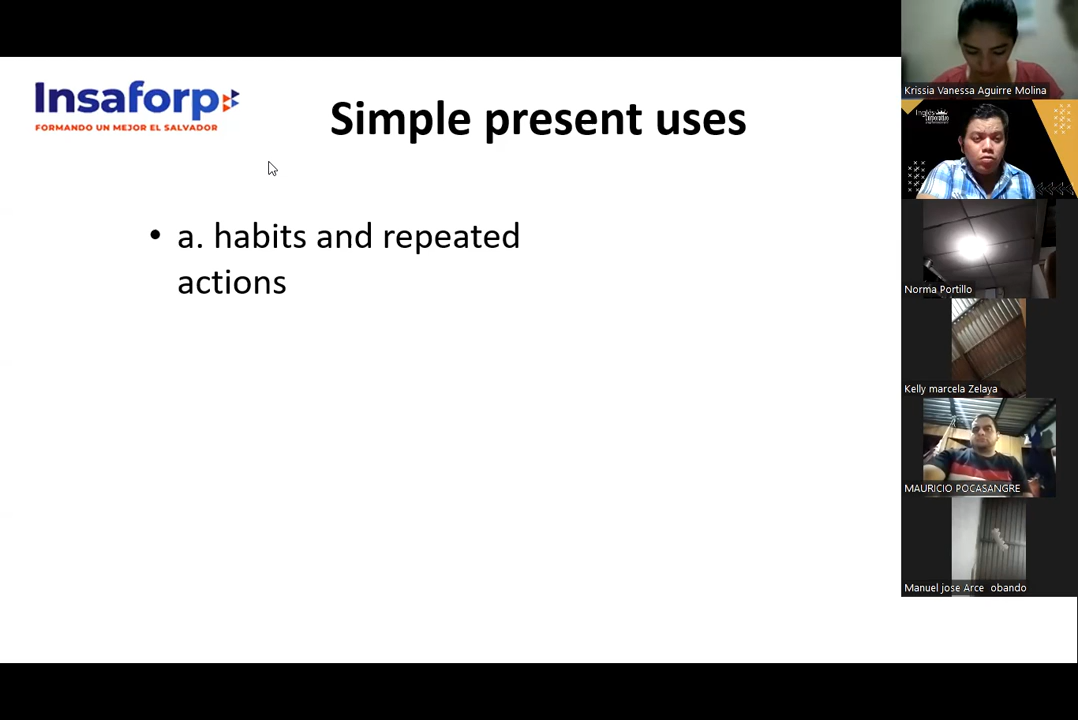 Insaforp
FORMANDO UN MEJOR EL SALVADOR
Simple present uses
• a. habits and repeated
actions
Krissia Vanessa Aguirre Molina
Inglés
Norma Portillo
Kelly marcela Zelaya
MAURICIO POCASANGRE
Manuel jose Arce obando